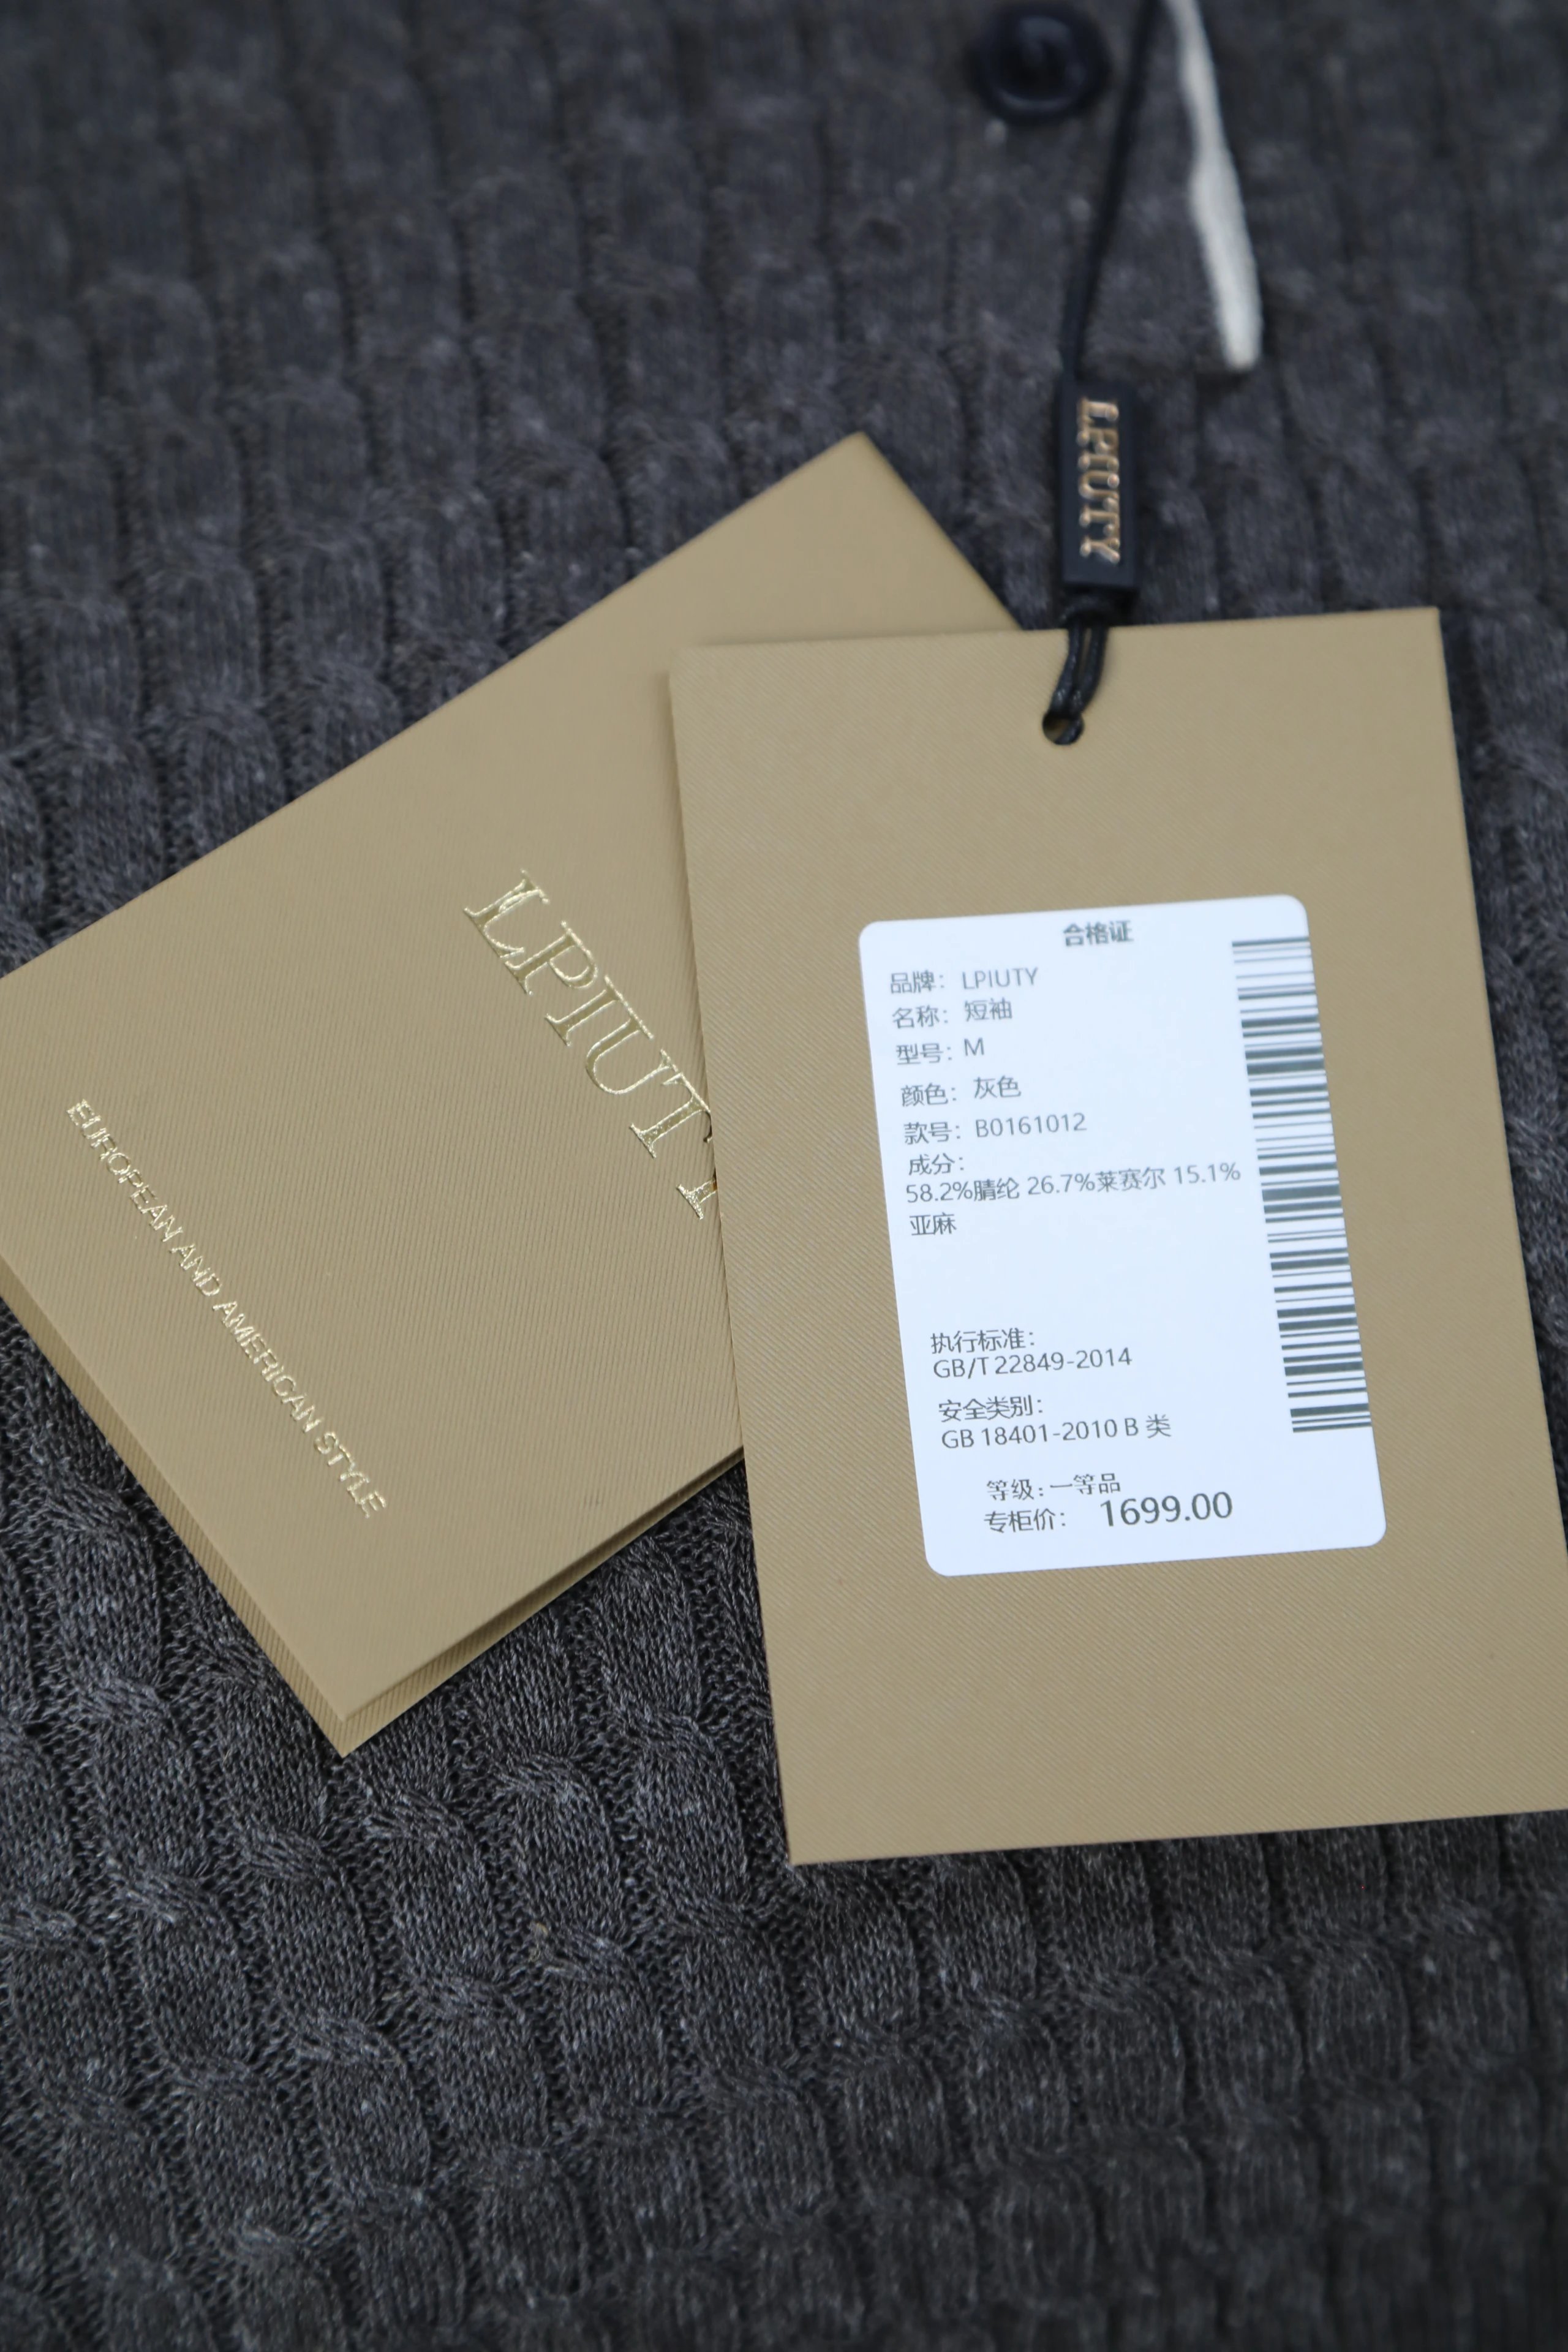 LPIUTY
LPIUTY
EUROPEAN AND AMERICAN STYLE
合格证
品牌： LPIUTY
名称： 短袖
型号： M
颜色： 灰色
款号： B0161012
成分：
58.2%腈纶 26.7%莱赛尔 15.1%
亚麻
执行标准：
GB/T 22849-2014
安全类别：
GB 18401-2010 B 类
等级：一等品
专柜价： 1699.00